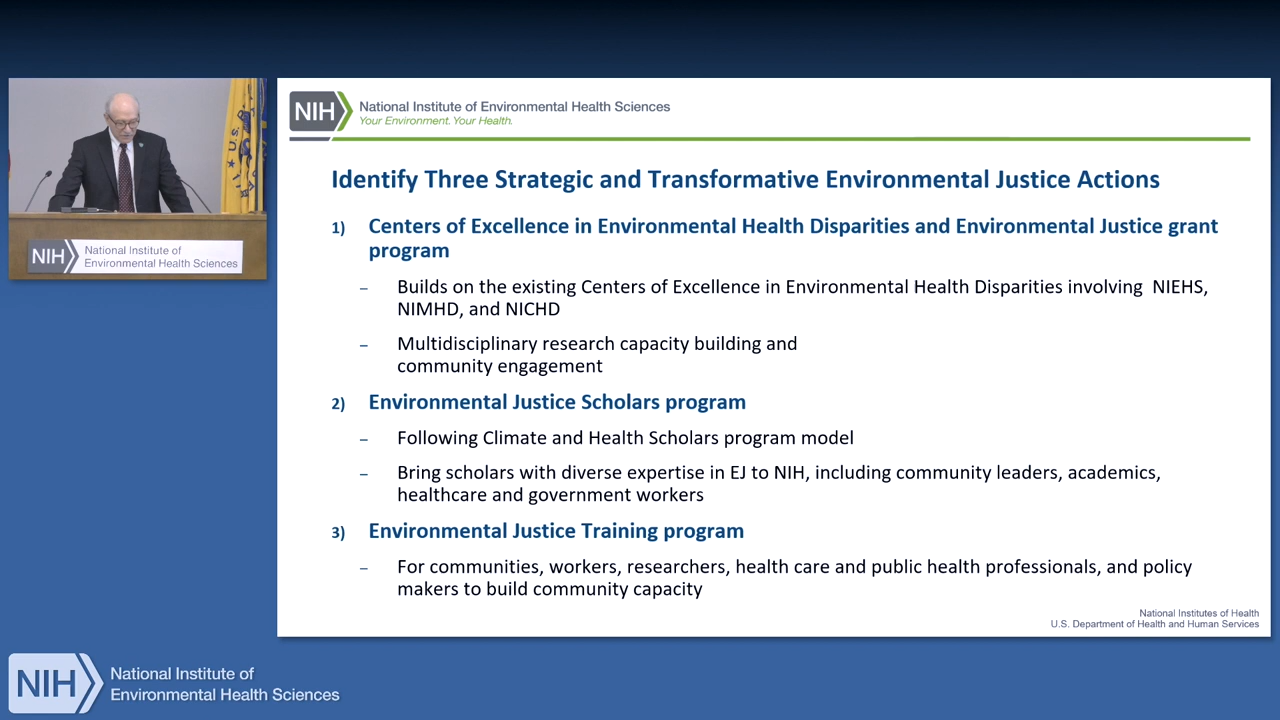 NIH
National Institute of Environmental Health Sciences
Your Environment. Your Health.
U.S.
NIH
National Institute of
Environmental Health Sciences
Identify Three Strategic and Transformative Environmental Justice Actions
1) Centers of Excellence in Environmental Health Disparities and Environmental Justice grant
program
– Builds on the existing Centers of Excellence in Environmental Health Disparities involving NIEHS,
NIMHD, and NICHD
– Multidisciplinary research capacity building and
community engagement
2) Environmental Justice Scholars program
– Following Climate and Health Scholars program model
– Bring scholars with diverse expertise in EJ to NIH, including community leaders, academics,
healthcare and government workers
3) Environmental Justice Training program
– For communities, workers, researchers, health care and public health professionals, and policy
makers to build community capacity
National Institutes of Health
U.S. Department of Health and Human Services
NIH
National Institute of
Environmental Health Sciences